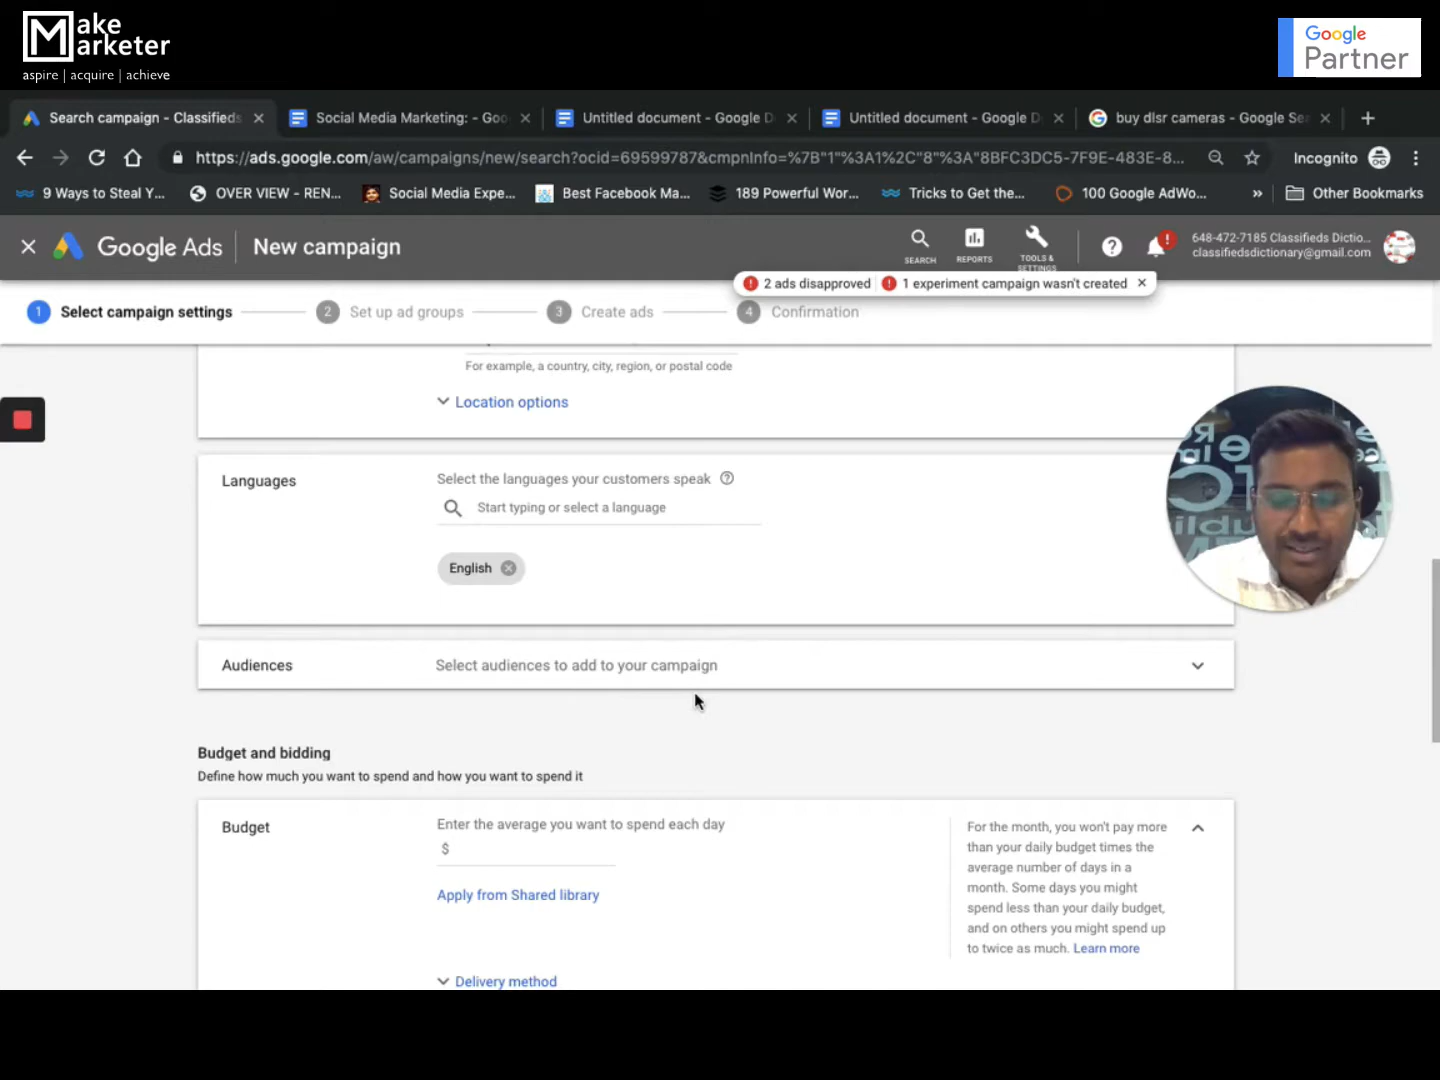 Make Marketer
aspire | acquire | achieve
Google
Partner
Search campaign - Classifieds
Social Media Marketing: - Goo
Untitled document - Google D
Untitled document - Google D
buy dlsr cameras - Google Sea
https://ads.google.com/aw/campaigns/new/search?ocid=69599787&cmpnInfo=%7B"1"%3A1%2C"8"%3A"8BFC3DC5-7F9E-483E-8...
Incognito
9 Ways to Steal Y...
OVER VIEW - REN...
Social Media Expe...
Best Facebook Ma...
189 Powerful Wor...
Tricks to Get the...
100 Google AdWo...
»
Other Bookmarks
Google Ads
New campaign
SEARCH
REPORTS
TOOLS & SETTINGS
648-472-7185 Classifieds Dictio...
classifiedsdictionary@gmail.com
2 ads disapproved
1 experiment campaign wasn't created
1 Select campaign settings
2 Set up ad groups
3 Create ads
4 Confirmation
For example, a country, city, region, or postal code
Location options
Languages
Select the languages your customers speak
Start typing or select a language
English
Audiences
Select audiences to add to your campaign
Budget and bidding
Define how much you want to spend and how you want to spend it
Budget
Enter the average you want to spend each day
$
Apply from Shared library
Delivery method
For the month, you won't pay more
than your daily budget times the
average number of days in a
month. Some days you might
spend less than your daily budget,
and on others you might spend up
to twice as much. Learn more